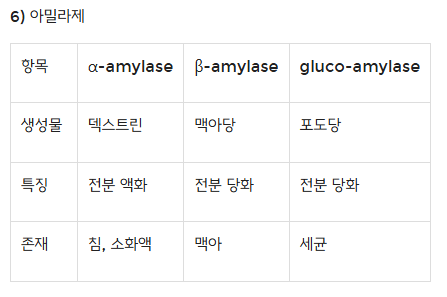 6) 아밀라제
항목 α-amylase β-amylase gluco-amylase
생성물 덱스트린 맥아당 포도당
특징 전분 액화 전분 당화 전분 당화
존재 침, 소화액 맥아 세균